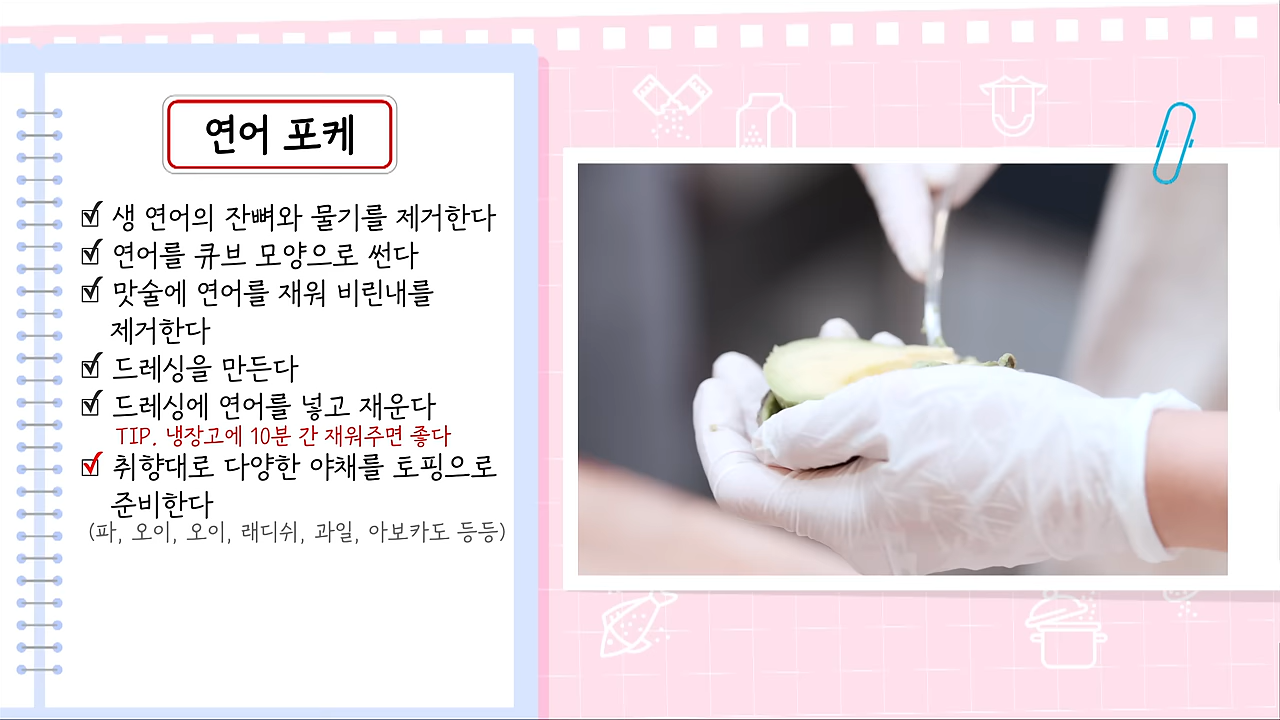 연어 포케
생 연어의 잔뼈와 물기를 제거한다
연어를 큐브 모양으로 썬다
맛술에 연어를 재워 비린내를
제거한다
드레싱을 만든다
드레싱에 연어를 넣고 재운다
TIP. 냉장고에 10분 간 재워주면 좋다
취향대로 다양한 야채를 토핑으로
준비한다
(파, 오이, 오이, 래디쉬, 과일, 아보카도 등등)